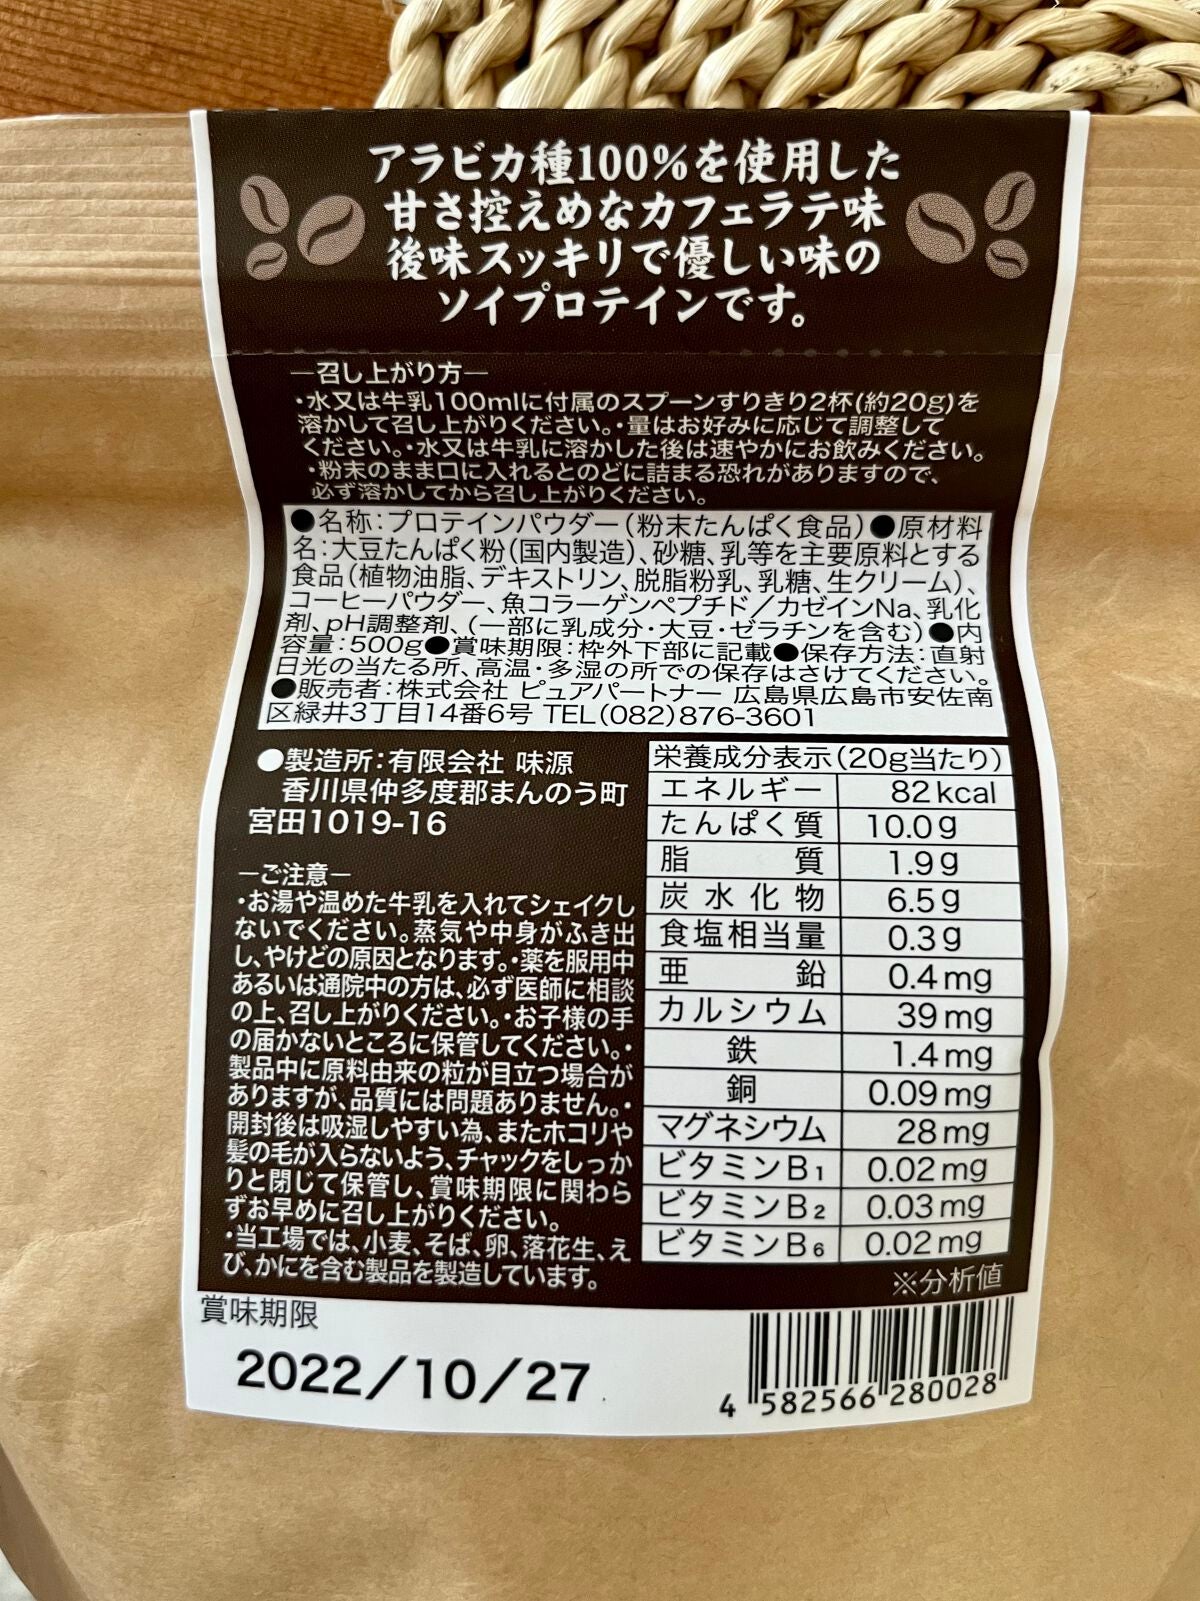 アラビカ種100%を使用した
甘さ控えめなカフェラテ味
後味スッキリで優しい味の
ソイプロテインです。
―召し上がり方―
・水又は牛乳100mlに付属のスプーンすりきり2杯(約20g)を
溶かして召し上がりください。・量はお好みに応じて調整して
ください。・水又は牛乳に溶かした後は速やかにお飲みください。
・粉末のまま口に入れるとのどに詰まる恐れがありますので、
必ず溶かしてから召し上がりください。
●名称:プロテインパウダー(粉末たんぱく食品)●原材料
名:大豆たんぱく粉(国内製造)、砂糖、乳等を主要原料とする
食品(植物油脂、デキストリン、脱脂粉乳、乳糖、生クリーム)、
コーヒーパウダー、魚コラーゲンペプチド/カゼインNa、乳化
剤、pH調整剤、(一部に乳成分・大豆・ゼラチンを含む)●内
容量:500g●賞味期限:枠外下部に記載●保存方法:直射
日光の当たる所、高温・多湿の所での保存はさけてください。
●販売者:株式会社 ピュアパートナー 広島県広島市安佐南
区緑井3丁目14番6号 TEL(082)876-3601
●製造所:有限会社 味源
香川県仲多度郡まんのう町
宮田1019-16
―ご注意―
・お湯や温めた牛乳を入れてシェイクし
ないでください。蒸気や中身がふき出
し、やけどの原因となります。・薬を服用中
あるいは通院中の方は、必ず医師に相談
の上、召し上がりください。・お子様の手
の届かないところに保管してください。・
製品中に原料由来の粒が目立つ場合が
ありますが、品質には問題ありません。・
開封後は吸湿しやすい為、またホコリや
髪の毛が入らないよう、チャックをしっか
りと閉じて保管し、賞味期限に関わら
ずお早めに召し上がりください。
・当工場では、小麦、そば、卵、落花生、え
び、かにを含む製品を製造しています。
栄養成分表示(20g当たり)
エネルギー 82kcal
たんぱく質 10.0g
脂質 1.9g
炭水化物 6.5g
食塩相当量 0.3g
亜鉛 0.4mg
カルシウム 39mg
鉄 1.4mg
銅 0.09mg
マグネシウム 28mg
ビタミンB1 0.02mg
ビタミンB2 0.03mg
ビタミンB6 0.02mg
※分析値
賞味期限
2022/10/27
4 582566 280028